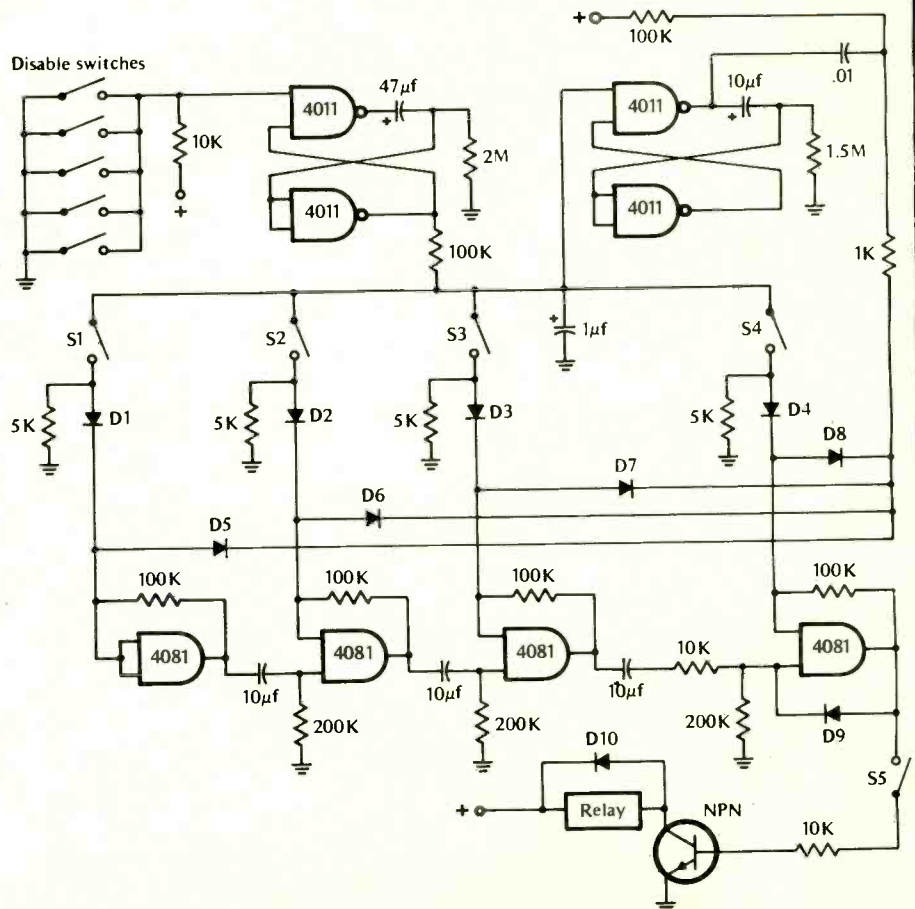 +
100K
Disable switches
47μf
10μf
.01
4011
4011
10K
2M
1.5M
+
+
+
4011
4011
100K
1K
S1
S2
S3
+
1μf
S4
5K
D1
5K
D2
5K
D3
5K
D4
D8
D7
D6
D5
100K
100K
100K
100K
4081
4081
4081
10K
4081
10μf
10μf
10μf
200K
200K
200K
D9
D10
S5
+
Relay
NPN
10K